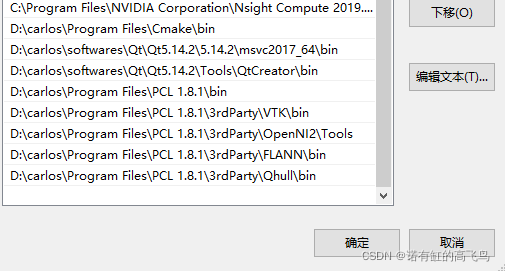 C:\Program Files\NVIDIA Corporation\Nsight Compute 2019....
下移(O)
D:\carlos\Program Files\Cmake\bin
D:\carlos\softwares\Qt\Qt5.14.2\5.14.2\msvc2017_64\bin
D:\carlos\softwares\Qt\Qt5.14.2\Tools\QtCreator\bin
编辑文本(T)...
D:\carlos\Program Files\PCL 1.8.1\bin
D:\carlos\Program Files\PCL 1.8.1\3rdParty\VTK\bin
D:\carlos\Program Files\PCL 1.8.1\3rdParty\OpenNI2\Tools
D:\carlos\Program Files\PCL 1.8.1\3rdParty\FLANN\bin
D:\carlos\Program Files\PCL 1.8.1\3rdParty\Qhull\bin
确定
取消
CSDN @诺有缸的高飞鸟